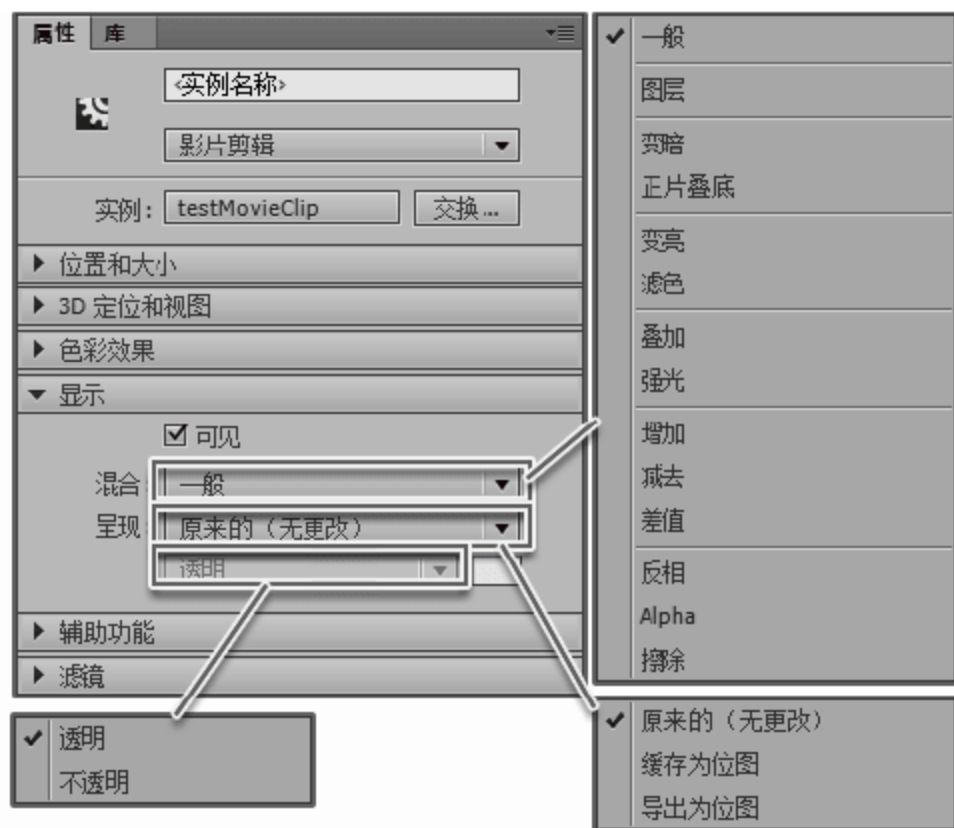 属性 库
<实例名称>
影片剪辑
实例: testMovieClip 交换...
位置和大小
3D 定位和视图
色彩效果
显示
可见
混合: 一般
呈现: 原来的（无更改）
透明
辅助功能
滤镜
透明
不透明
一般
图层
变暗
正片叠底
变亮
滤色
叠加
强光
增加
减去
差值
反相
Alpha
擦除
原来的（无更改）
缓存为位图
导出为位图